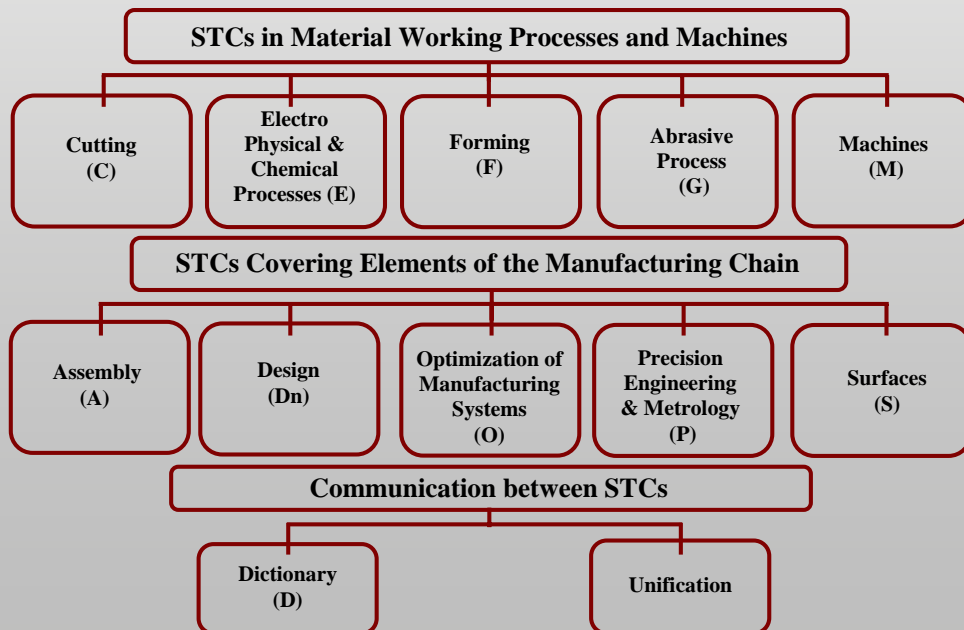 STCs in Material Working Processes and Machines
Cutting
(C)
Electro
Physical &
Chemical
Processes (E)
Forming
(F)
Abrasive
Process
(G)
Machines
(M)
STCs Covering Elements of the Manufacturing Chain
Assembly
(A)
Design
(Dn)
Optimization of
Manufacturing
Systems
(O)
Precision
Engineering
& Metrology
(P)
Surfaces
(S)
Communication between STCs
Dictionary
(D)
Unification